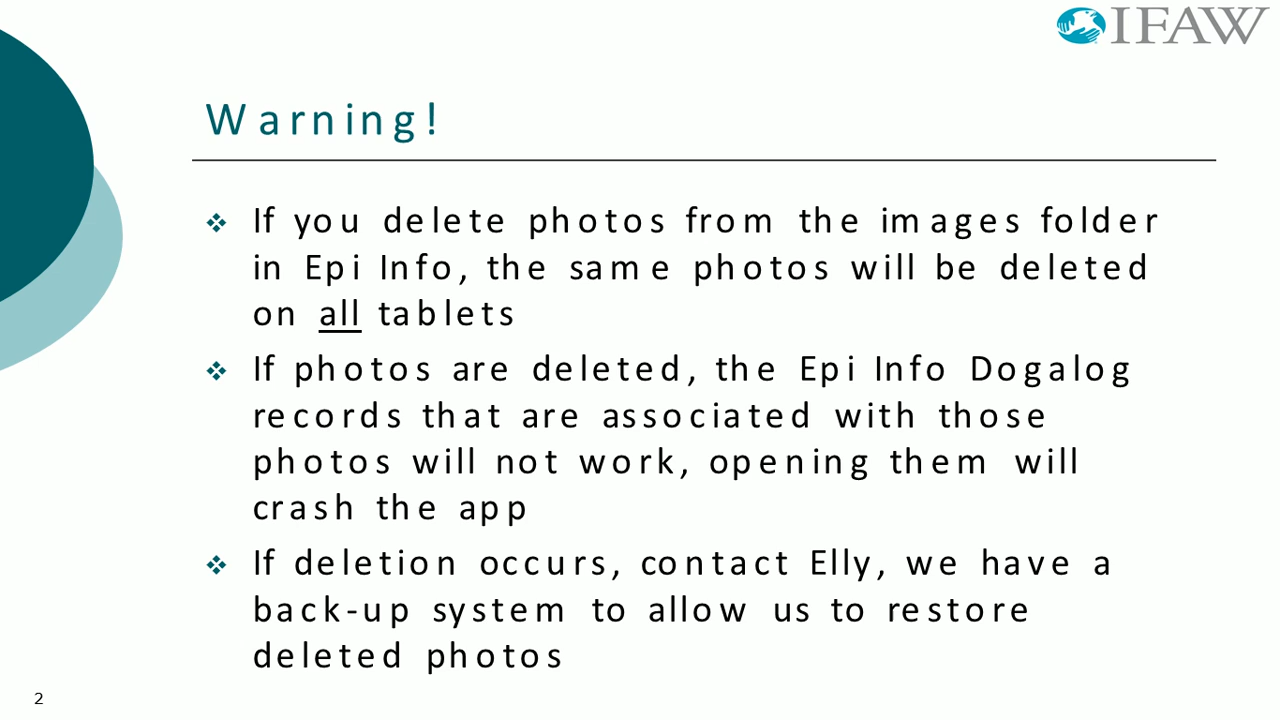 IFAW
Warning!
❖ If you delete photos from the images folder
in Epi Info, the same photos will be deleted
on all tablets
❖ If photos are deleted, the Epi Info Dogalog
records that are associated with those
photos will not work, opening them will
crash the app
❖ If deletion occurs, contact Elly, we have a
back-up system to allow us to restore
deleted photos
2